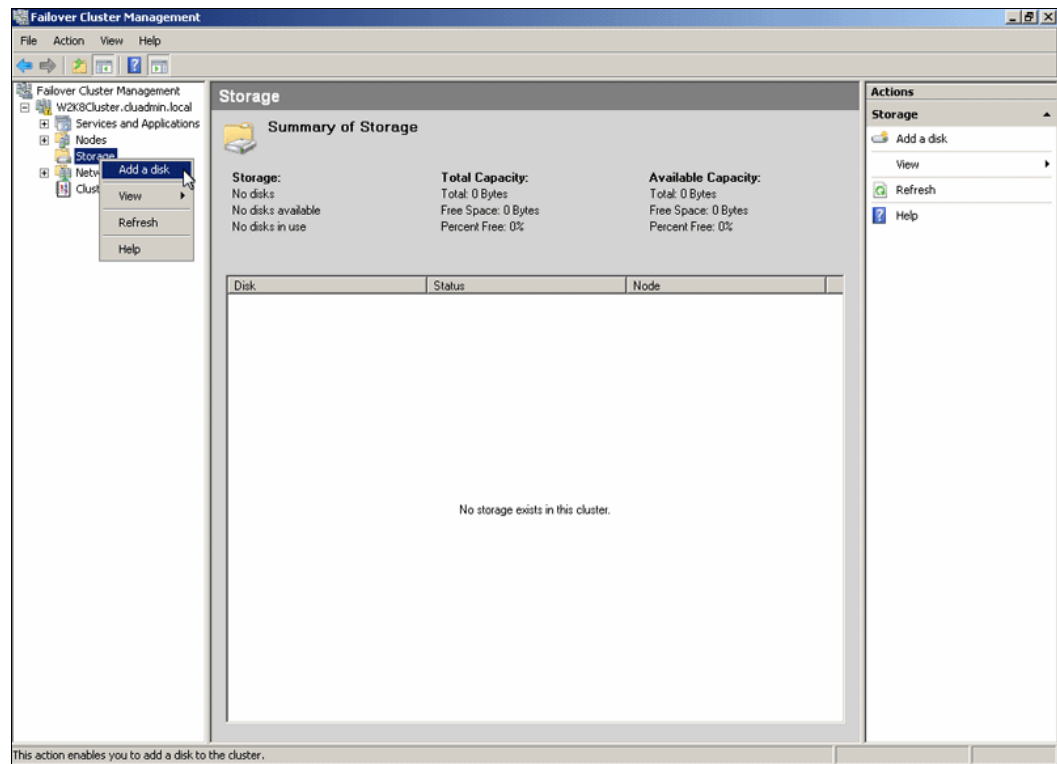 Failover Cluster Management
File Action View Help
Failover Cluster Management
W2K8Cluster.cluadmin.local
Services and Applications
Nodes
Storage
Netw
Clust
Add a disk
View
Refresh
Help
Storage
Summary of Storage
Storage: Total Capacity: Available Capacity:
No disks Total: 0 Bytes Total: 0 Bytes
No disks available Free Space: 0 Bytes Free Space: 0 Bytes
No disks in use Percent Free: 0% Percent Free: 0%
Disk Status Node
No storage exists in this cluster.
Actions
Storage
Add a disk
View
Refresh
Help
This action enables you to add a disk to the cluster.